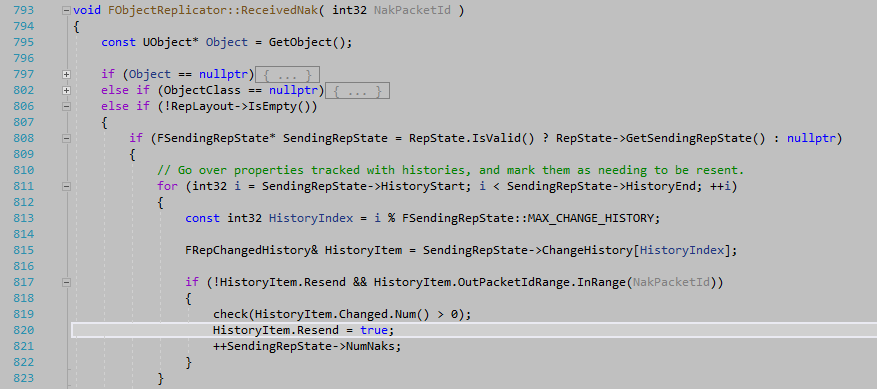 793 void FObjectReplicator::ReceivedNak( int32 NakPacketId )
794 {
795 const UObject* Object = GetObject();
796
797 if (Object == nullptr) { ... }
802 else if (ObjectClass == nullptr) { ... }
806 else if (!RepLayout->IsEmpty())
807 {
808 if (FSendingRepState* SendingRepState = RepState.IsValid() ? RepState->GetSendingRepState() : nullptr)
809 {
810 // Go over properties tracked with histories, and mark them as needing to be resent.
811 for (int32 i = SendingRepState->HistoryStart; i < SendingRepState->HistoryEnd; ++i)
812 {
813 const int32 HistoryIndex = i % FSendingRepState::MAX_CHANGE_HISTORY;
814
815 FRepChangedHistory& HistoryItem = SendingRepState->ChangeHistory[HistoryIndex];
816
817 if (!HistoryItem.Resend && HistoryItem.OutPacketIdRange.InRange(NakPacketId))
818 {
819 check(HistoryItem.Changed.Num() > 0);
820 HistoryItem.Resend = true;
821 ++SendingRepState->NumNaks;
822 }
823 }